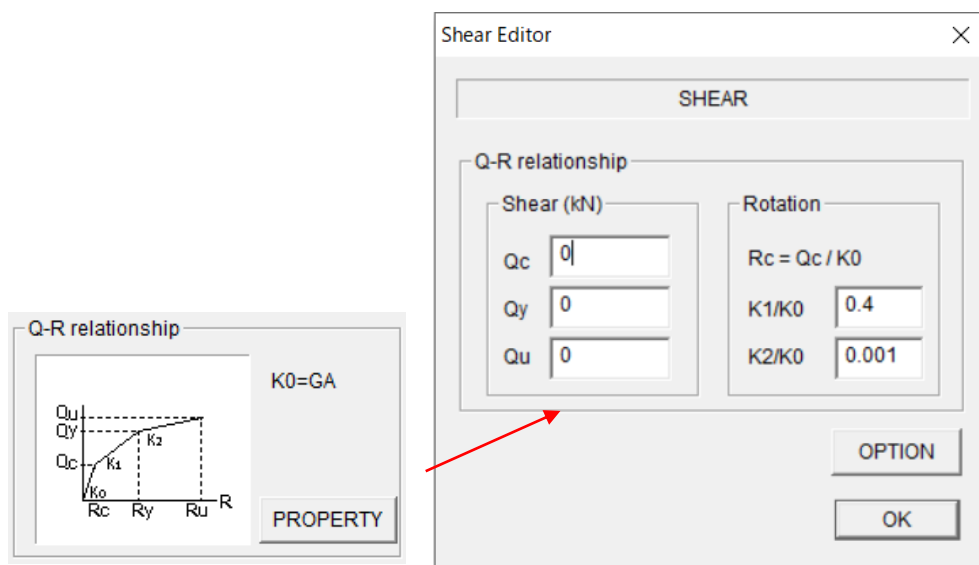 Shear Editor
SHEAR
Q-R relationship
Shear (kN)
Qc 0
Qy 0
Qu 0
Rotation
Rc = Qc / K0
K1/K0 0.4
K2/K0 0.001
OPTION
OK
Q-R relationship
K0=GA
Qu
Qy
Qc
K2
K1
Ko
Rc Ry Ru R
PROPERTY